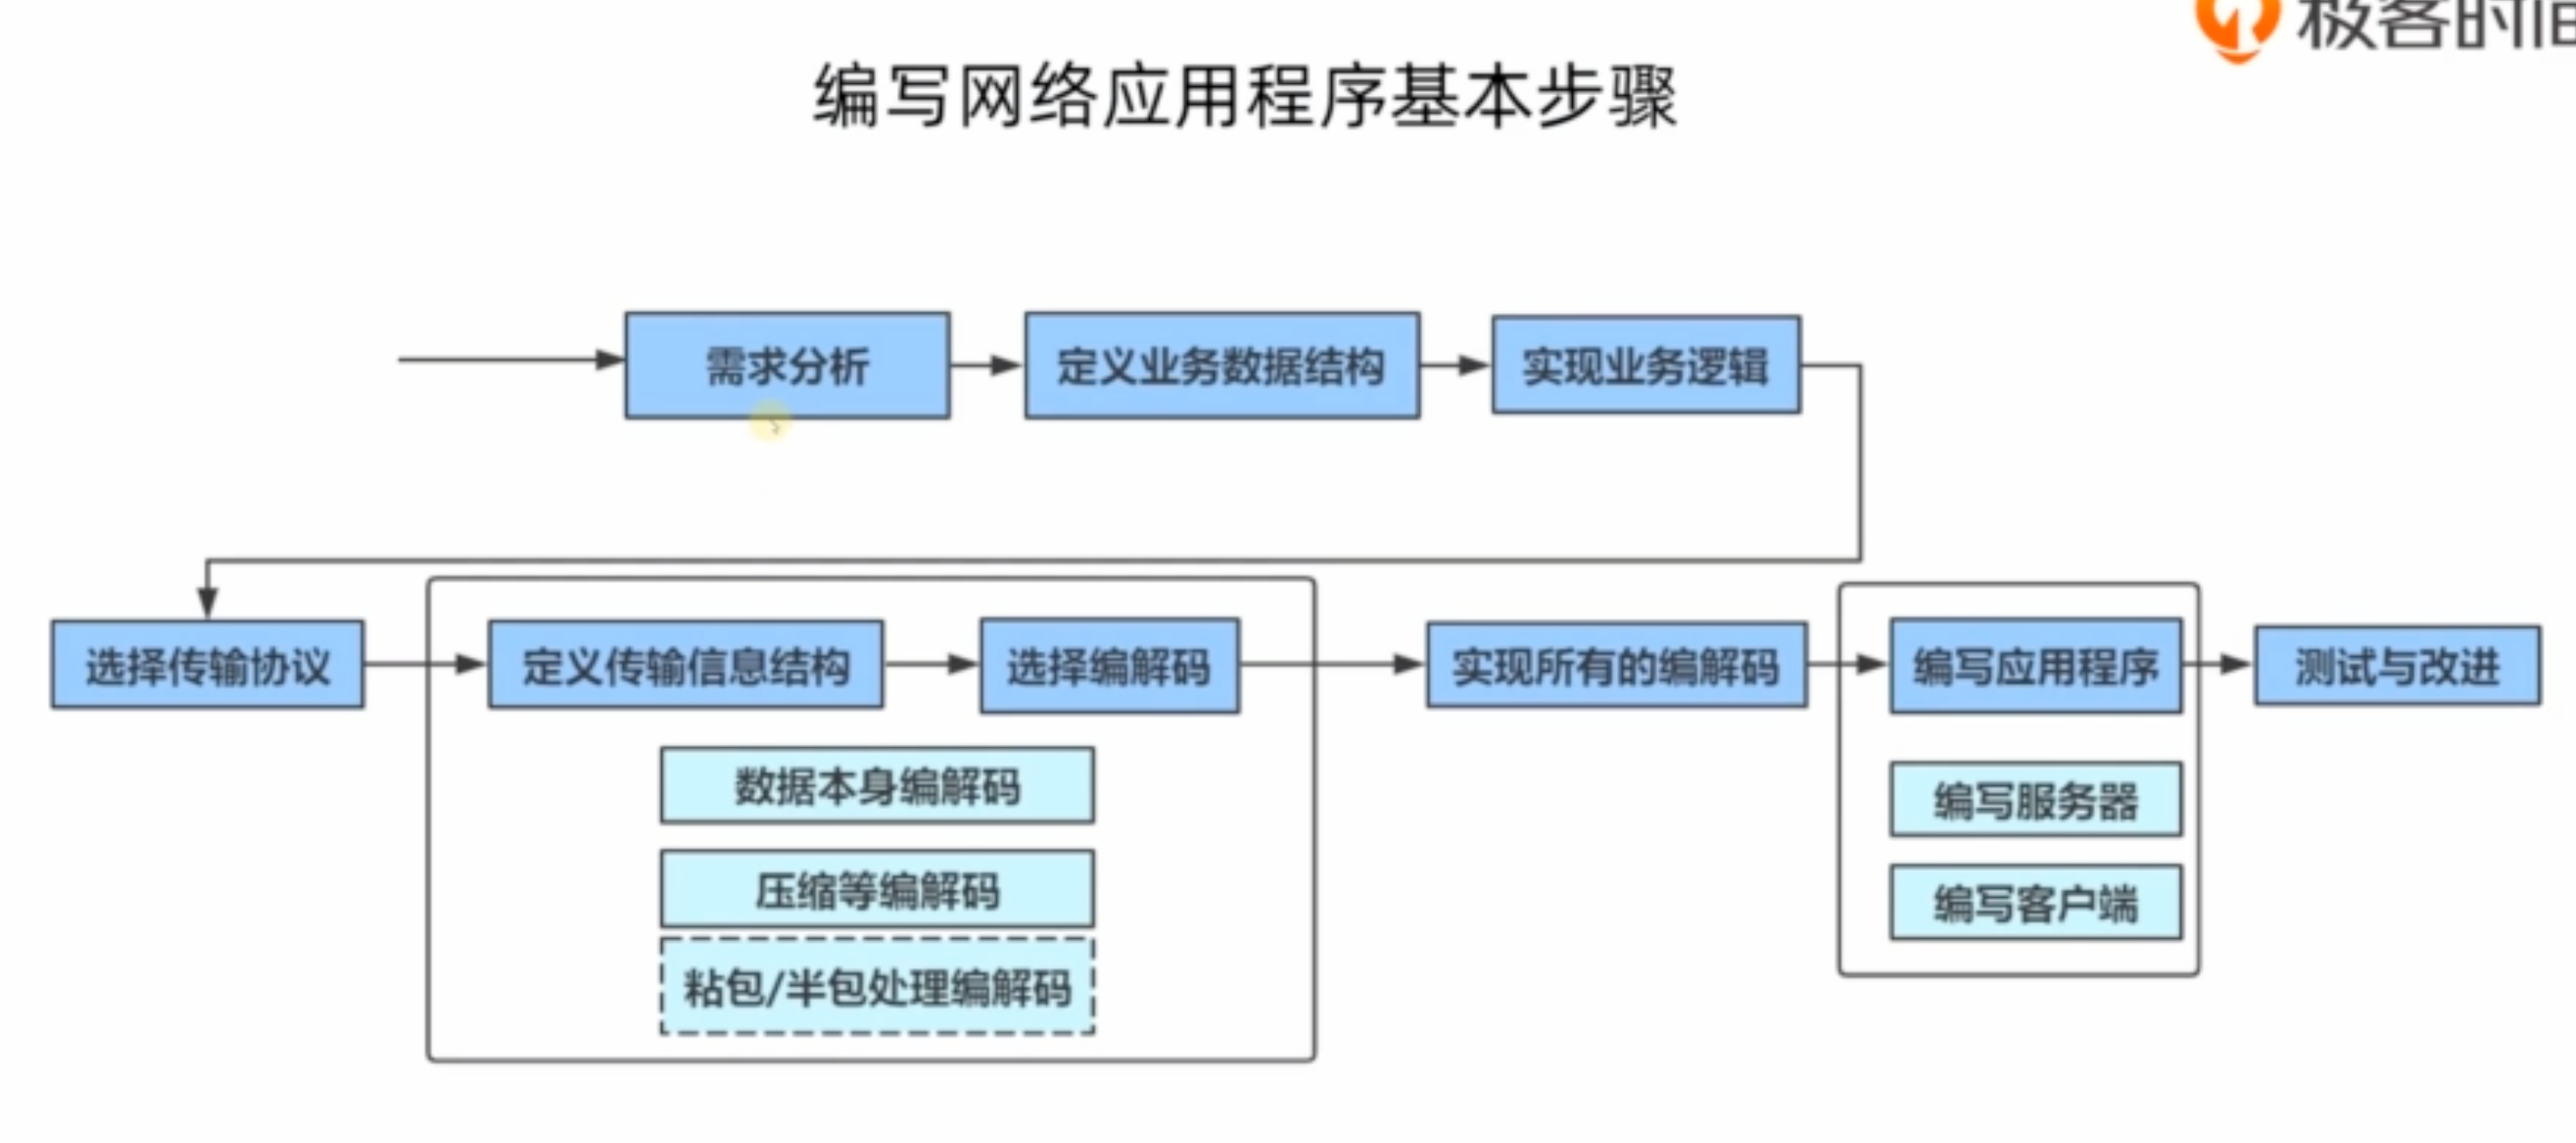 极客时间
编写网络应用程序基本步骤
需求分析
定义业务数据结构
实现业务逻辑
选择传输协议
定义传输信息结构
选择编解码
实现所有的编解码
编写应用程序
测试与改进
数据本身编解码
压缩等编解码
粘包/半包处理编解码
编写服务器
编写客户端